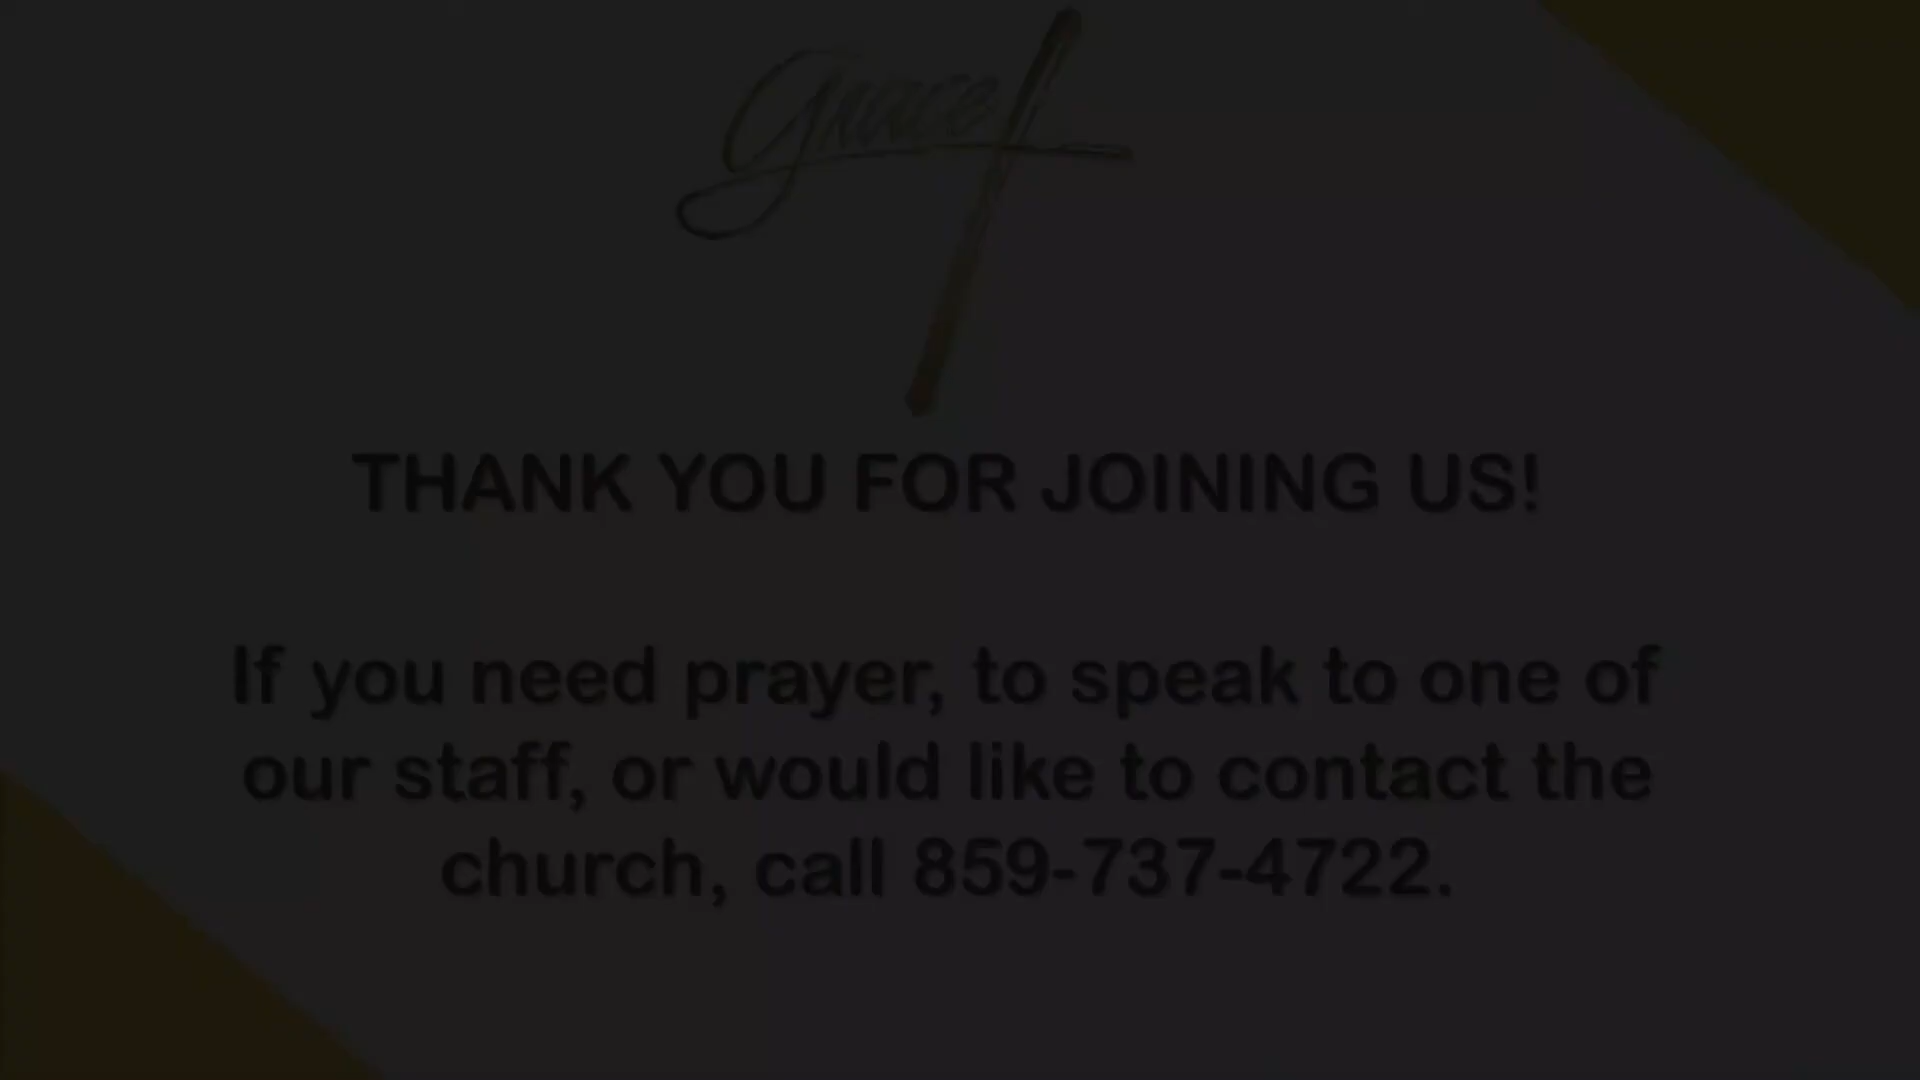 Grace
THANK YOU FOR JOINING US!
If you need prayer, to speak to one of
our staff, or would like to contact the
church, call 859-737-4722.